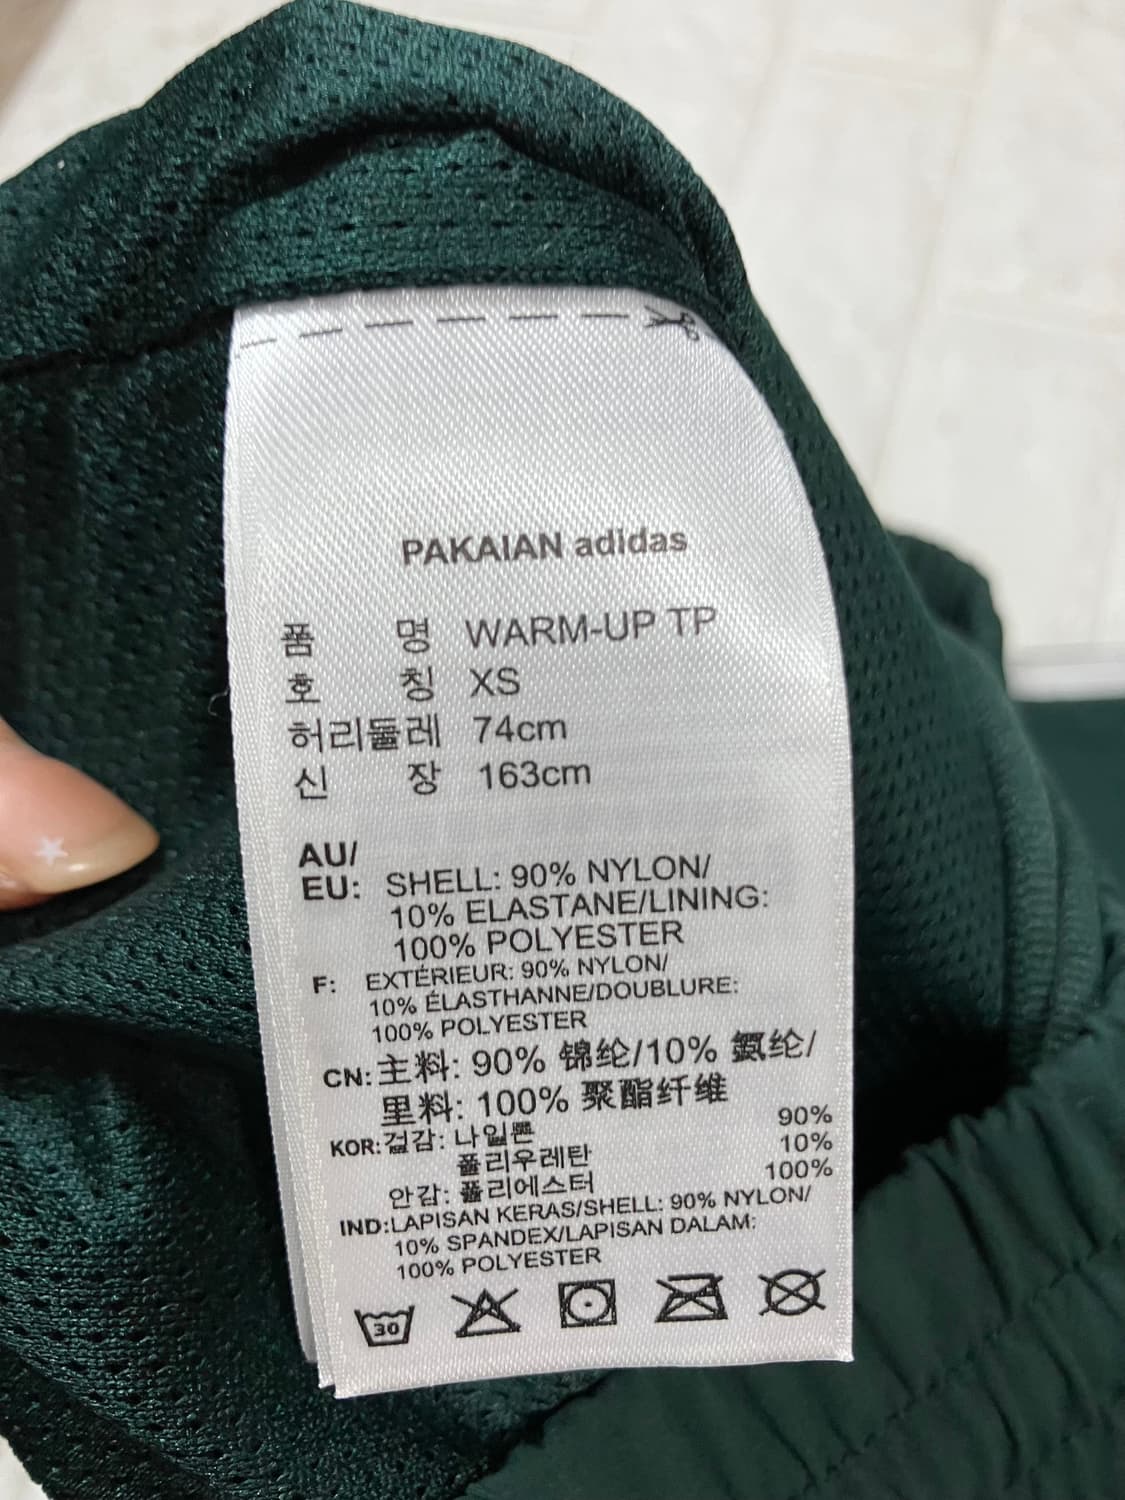 PAKAIAN adidas
품 명 WARM-UP TP
호 칭 XS
허리둘레 74cm
신 장 163cm
AU/
EU: SHELL: 90% NYLON/
10% ELASTANE/LINING:
100% POLYESTER
F: EXTÉRIEUR: 90% NYLON/
10% ÉLASTHANNE/DOUBLURE:
100% POLYESTER
CN: 主料: 90% 锦纶/10% 氨纶/
里料: 100% 聚酯纤维
KOR: 겉감: 나일론 90%
폴리우레탄 10%
안감: 폴리에스터 100%
IND: LAPISAN KERAS/SHELL: 90% NYLON/
10% SPANDEX/LAPISAN DALAM:
100% POLYESTER
30